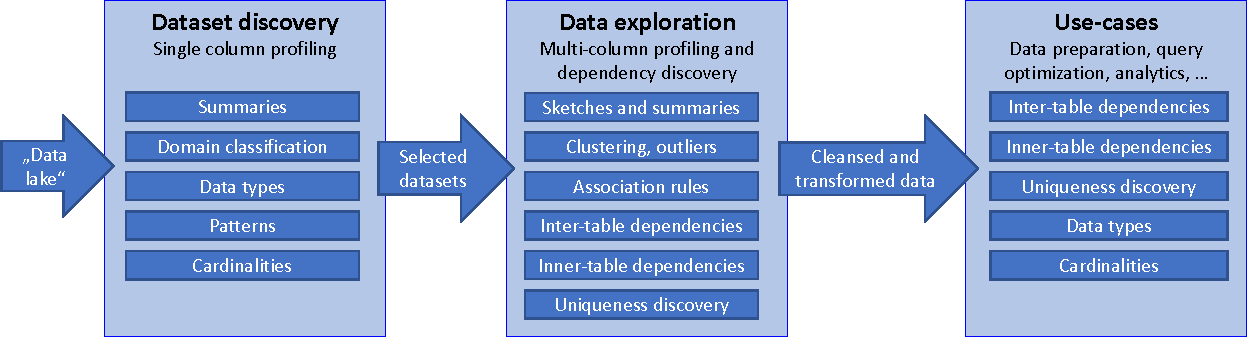 „Data
lake“
Dataset discovery
Single column profiling
Summaries
Domain classification
Data types
Patterns
Cardinalities
Selected
datasets
Data exploration
Multi-column profiling and
dependency discovery
Sketches and summaries
Clustering, outliers
Association rules
Inter-table dependencies
Inner-table dependencies
Uniqueness discovery
Cleansed and
transformed data
Use-cases
Data preparation, query
optimization, analytics, ...
Inter-table dependencies
Inner-table dependencies
Uniqueness discovery
Data types
Cardinalities